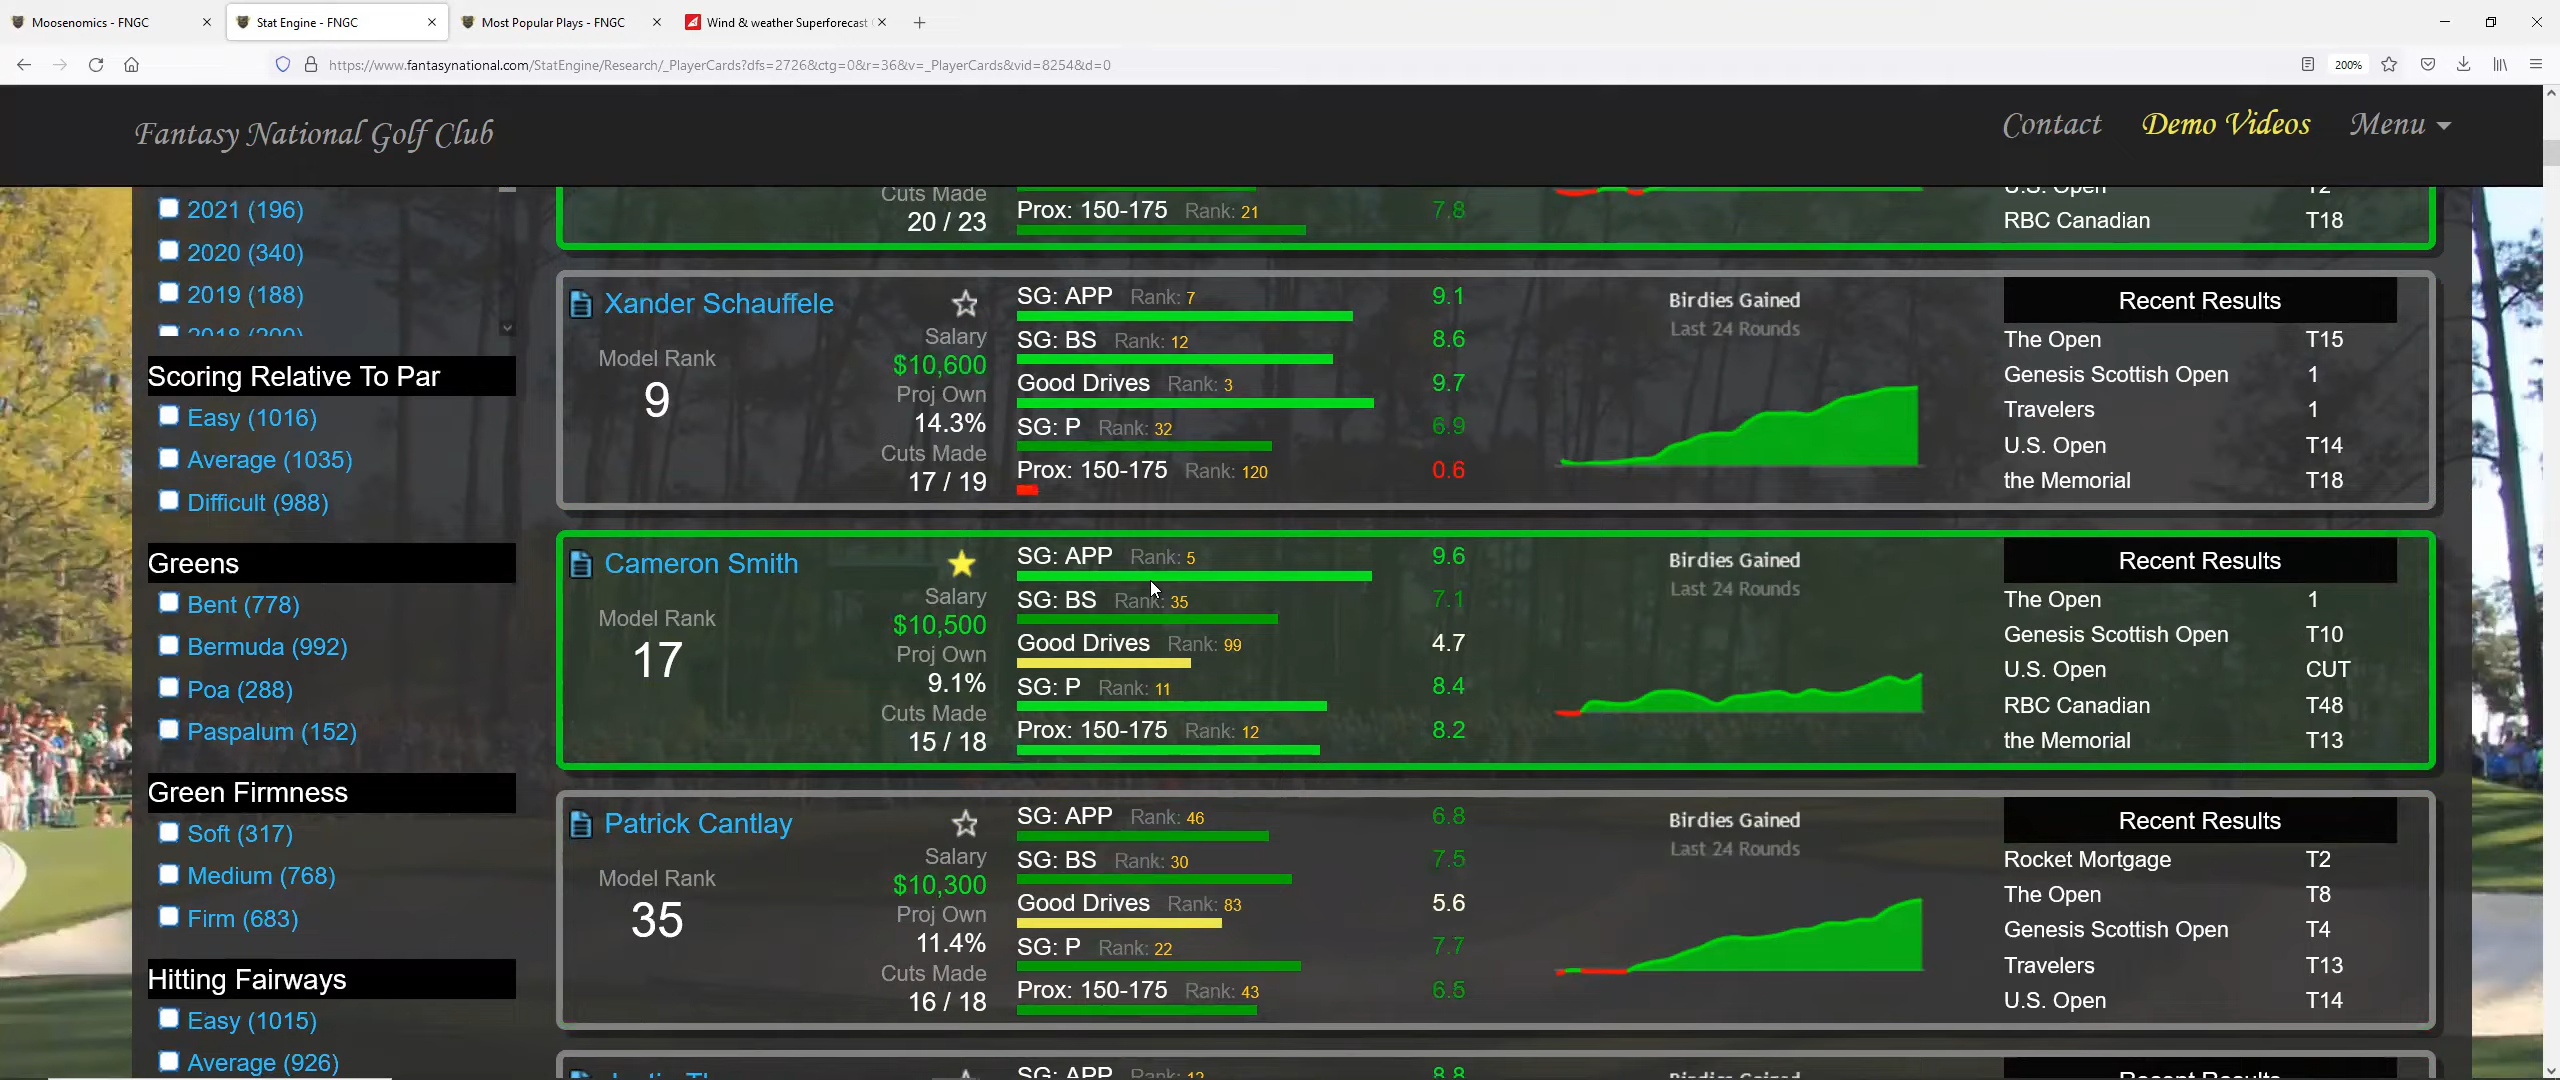 Moosenomics - FNGC
Stat Engine - FNGC
Most Popular Plays - FNGC
Wind & weather Superforecast
https://www.fantasynational.com/StatEngine/Research/_PlayerCards?dfs=2726&ctg=0&r=36&v=_PlayerCards&vid=8254&d=0
200%
Fantasy National Golf Club
Contact
Demo Videos
Menu
2021 (196)
2020 (340)
2019 (188)
2018 (200)
Scoring Relative To Par
Easy (1016)
Average (1035)
Difficult (988)
Greens
Bent (778)
Bermuda (992)
Poa (288)
Paspalum (152)
Green Firmness
Soft (317)
Medium (768)
Firm (683)
Hitting Fairways
Easy (1015)
Average (926)
Cuts Made
20 / 23
Prox: 150-175 Rank: 21 7.8
U.S. Open T2
RBC Canadian T18
Xander Schauffele
Model Rank
9
Salary
$10,600
Proj Own
14.3%
Cuts Made
17 / 19
SG: APP Rank: 7 9.1
SG: BS Rank: 12 8.6
Good Drives Rank: 3 9.7
SG: P Rank: 32 6.9
Prox: 150-175 Rank: 120 0.6
Birdies Gained
Last 24 Rounds
Recent Results
The Open T15
Genesis Scottish Open 1
Travelers 1
U.S. Open T14
the Memorial T18
Cameron Smith
Model Rank
17
Salary
$10,500
Proj Own
9.1%
Cuts Made
15 / 18
SG: APP Rank: 5 9.6
SG: BS Rank: 35 7.1
Good Drives Rank: 99 4.7
SG: P Rank: 11 8.4
Prox: 150-175 Rank: 12 8.2
Birdies Gained
Last 24 Rounds
Recent Results
The Open 1
Genesis Scottish Open T10
U.S. Open CUT
RBC Canadian T48
the Memorial T13
Patrick Cantlay
Model Rank
35
Salary
$10,300
Proj Own
11.4%
Cuts Made
16 / 18
SG: APP Rank: 46 6.8
SG: BS Rank: 30 7.5
Good Drives Rank: 83 5.6
SG: P Rank: 22 7.7
Prox: 150-175 Rank: 43 6.5
Birdies Gained
Last 24 Rounds
Recent Results
Rocket Mortgage T2
The Open T8
Genesis Scottish Open T4
Travelers T13
U.S. Open T14
SG: APP Rank: 12 8.8
Birdies Gained
Recent Results